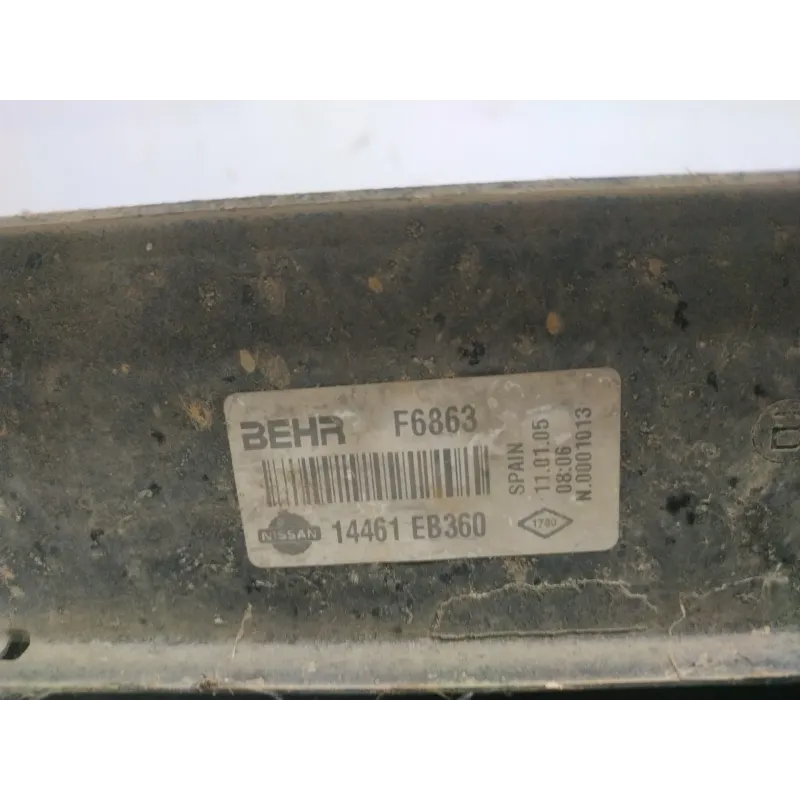 BEHR F6863
NISSAN 14461 EB360
SPAIN
11.01.05
08:06
N.0001013
1780